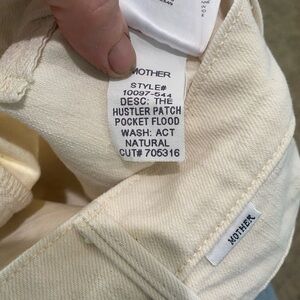 MOTHER
STYLE#
10097-544
DESC: THE
HUSTLER PATCH
POCKET FLOOD
WASH: ACT
NATURAL
CUT# 705316
MOTHER